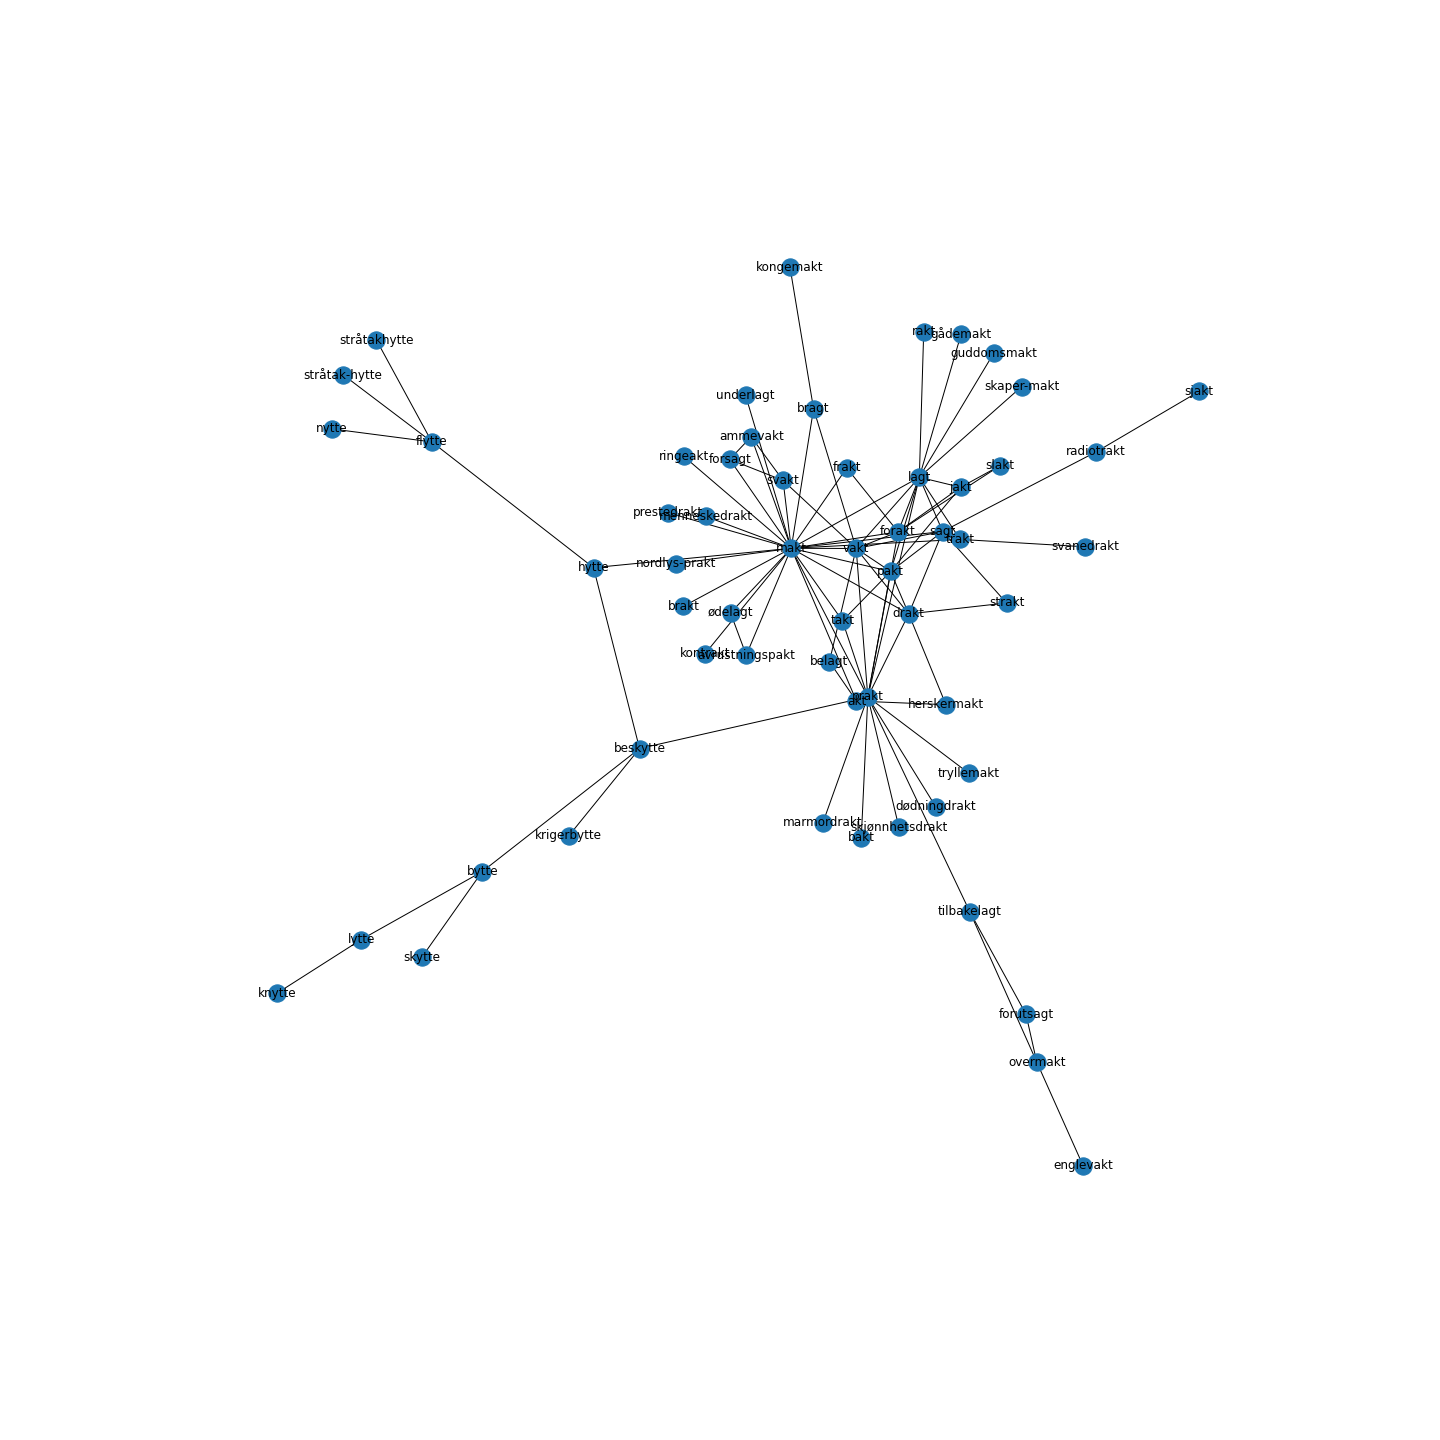 kongemakt
rakt
gådemakt
stråtakhytte
guddomsmakt
stråtak-hytte
skaper-makt
sjakt
underlagt
bragt
nytte
ammevakt
flytte
radiotrakt
ringeakt
forsagt
frakt
slakt
svakt
lagt
jakt
prestedrakt
menneskedrakt
forakt
sagt
trakt
makt
vakt
svanedrakt
nordlys-prakt
hytte
pakt
brakt
strakt
ødelagt
drakt
takt
kontrakt
avrustningspakt
belagt
prakt
akt
herskermakt
beskytte
tryllemakt
dødningdrakt
marmordrakt
skjønnhetsdrakt
krigerbytte
bakt
bytte
tilbakelagt
lytte
skytte
knytte
forutsagt
overmakt
englevakt